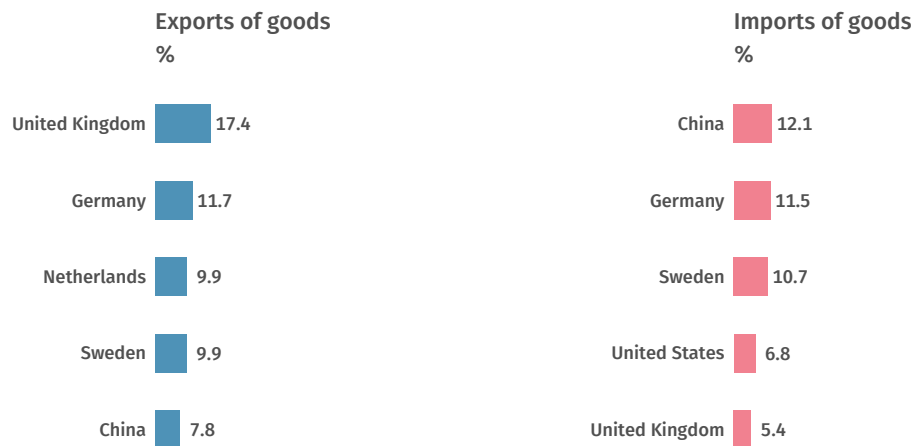 Exports of goods
%
United Kingdom 17.4
Germany 11.7
Netherlands 9.9
Sweden 9.9
China 7.8
Imports of goods
%
China 12.1
Germany 11.5
Sweden 10.7
United States 6.8
United Kingdom 5.4